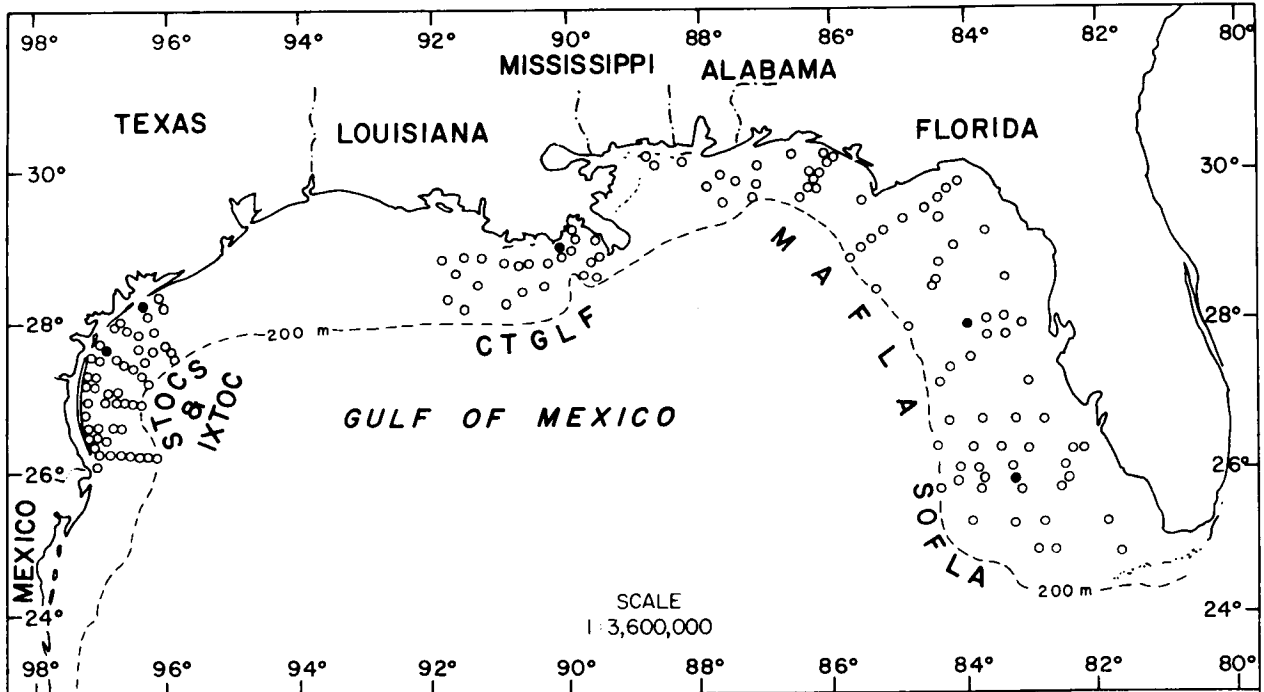 98° 96° 94° 92° 90° 88° 86° 84° 82° 80°
MISSISSIPPI ALABAMA
TEXAS LOUISIANA FLORIDA
30° 30°
28° 28°
200 m
CTGLF
MAFLA
STOCS
&
IXTOC
GULF OF MEXICO
26° 26°
SOFLA
MEXICO
200 m
SCALE
1:3,600,000
24° 24°
98° 96° 94° 92° 90° 88° 86° 84° 82° 80°